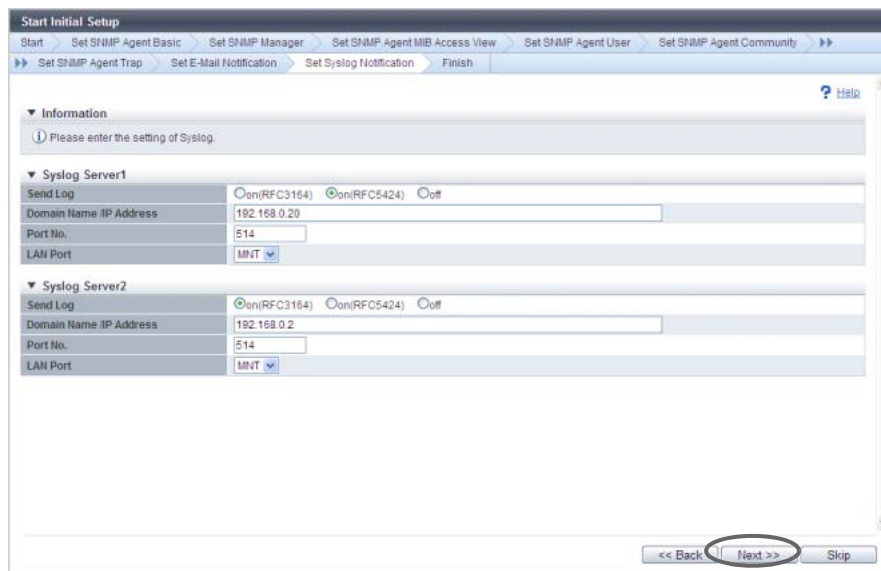 Start Initial Setup
Start Set SNMP Agent Basic Set SNMP Manager Set SNMP Agent MIB Access View Set SNMP Agent User Set SNMP Agent Community
Set SNMP Agent Trap Set E-Mail Notification Set Syslog Notification Finish
? Help
Information
Please enter the setting of Syslog.
Syslog Server1
Send Log on(RFC3164) on(RFC5424) off
Domain Name /IP Address 192.168.0.20
Port No. 514
LAN Port MNT
Syslog Server2
Send Log on(RFC3164) on(RFC5424) off
Domain Name /IP Address 192.168.0.2
Port No. 514
LAN Port MNT
<< Back Next >> Skip